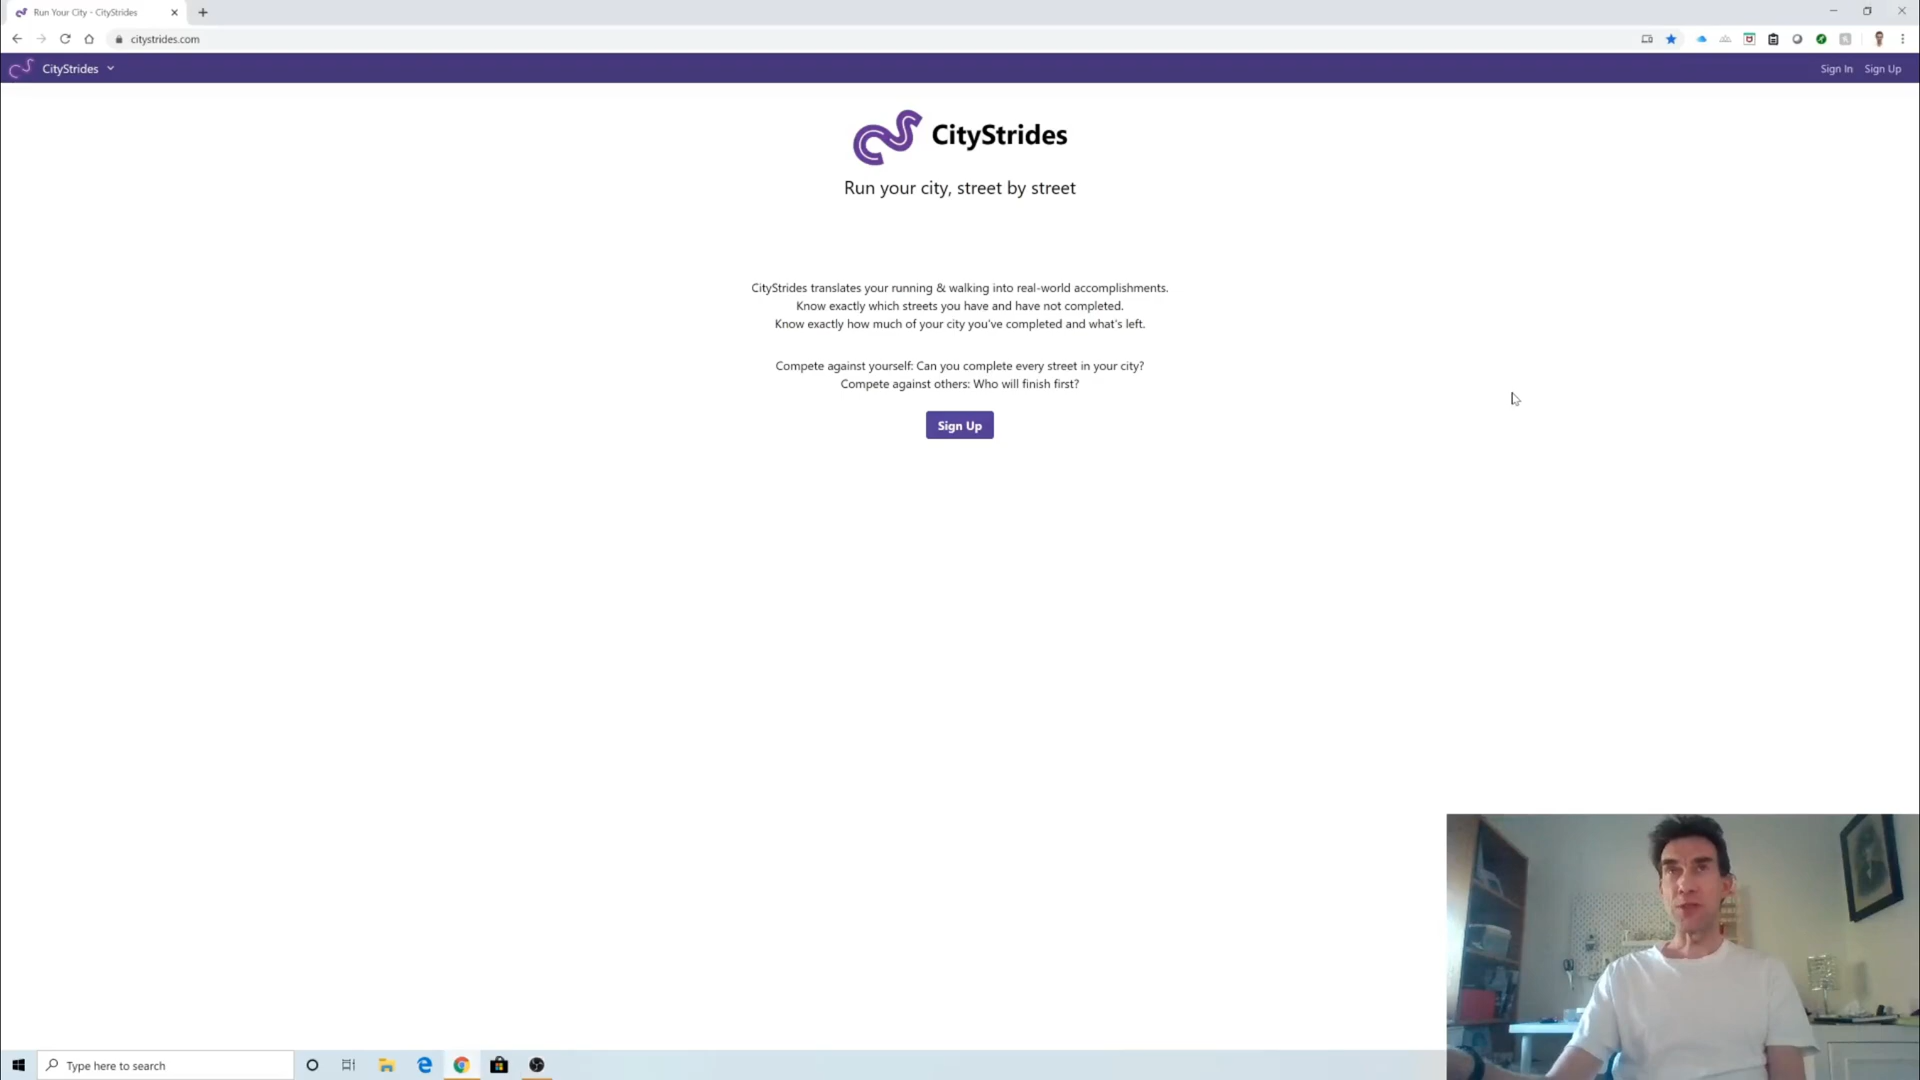 Run Your City - CityStrides
citystrides.com
CityStrides
Sign In Sign Up
CityStrides
Run your city, street by street
CityStrides translates your running & walking into real-world accomplishments.
Know exactly which streets you have and have not completed.
Know exactly how much of your city you've completed and what's left.
Compete against yourself: Can you complete every street in your city?
Compete against others: Who will finish first?
Sign Up
Type here to search